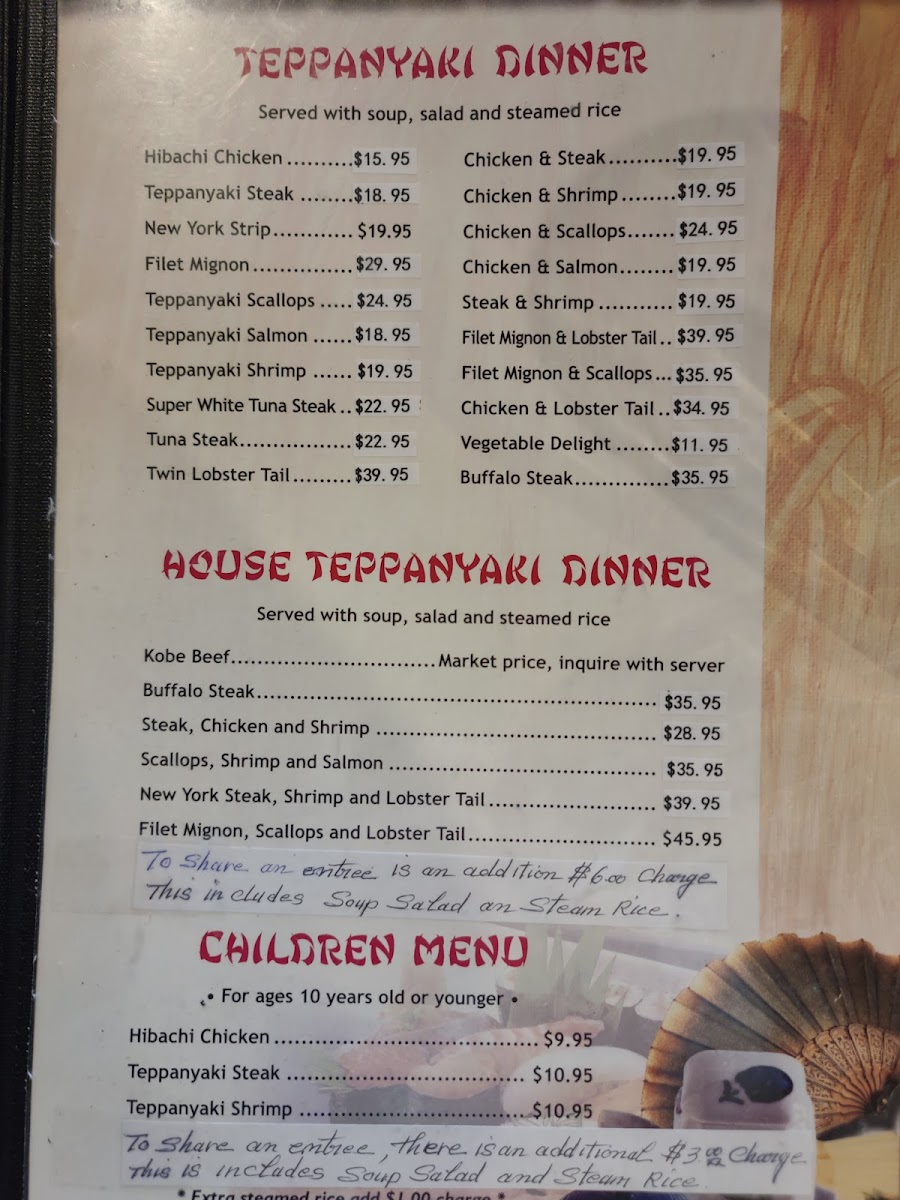 TEPPANYAKI DINNER
Served with soup, salad and steamed rice
Hibachi Chicken ..........$15.95
Teppanyaki Steak ........$18.95
New York Strip............ $19.95
Filet Mignon...............$29.95
Teppanyaki Scallops ..... $24.95
Teppanyaki Salmon ......$18.95
Teppanyaki Shrimp ...... $19.95
Super White Tuna Steak ..$22.95
Tuna Steak.................$22.95
Twin Lobster Tail.........$39.95
Chicken & Steak..........$19.95
Chicken & Shrimp ........$19.95
Chicken & Scallops....... $24.95
Chicken & Salmon........ $19.95
Steak & Shrimp ........... $19.95
Filet Mignon & Lobster Tail.. $39.95
Filet Mignon & Scallops... $35.95
Chicken & Lobster Tail ..$34.95
Vegetable Delight ........$11.95
Buffalo Steak..............$35.95
HOUSE TEPPANYAKI DINNER
Served with soup, salad and steamed rice
Kobe Beef...............................Market price, inquire with server
Buffalo Steak............................................................ $35.95
Steak, Chicken and Shrimp .......................................... $28.95
Scallops, Shrimp and Salmon ........................................ $35.95
New York Steak, Shrimp and Lobster Tail......................... $39.95
Filet Mignon, Scallops and Lobster Tail............................ $45.95
To Share an entree is an addition $6.00 Charge
This in cludes Soup Salad an Steam Rice.
CHILDREN MENU
• For ages 10 years old or younger •
Hibachi Chicken ........................................ $9.95
Teppanyaki Steak .................................... $10.95
Teppanyaki Shrimp .................................. $10.95
To Share an entree, there is an additional $3.00 Charge
This is includes Soup Salad and Steam Rice.
* Extra steamed rice add $1.00 charge *